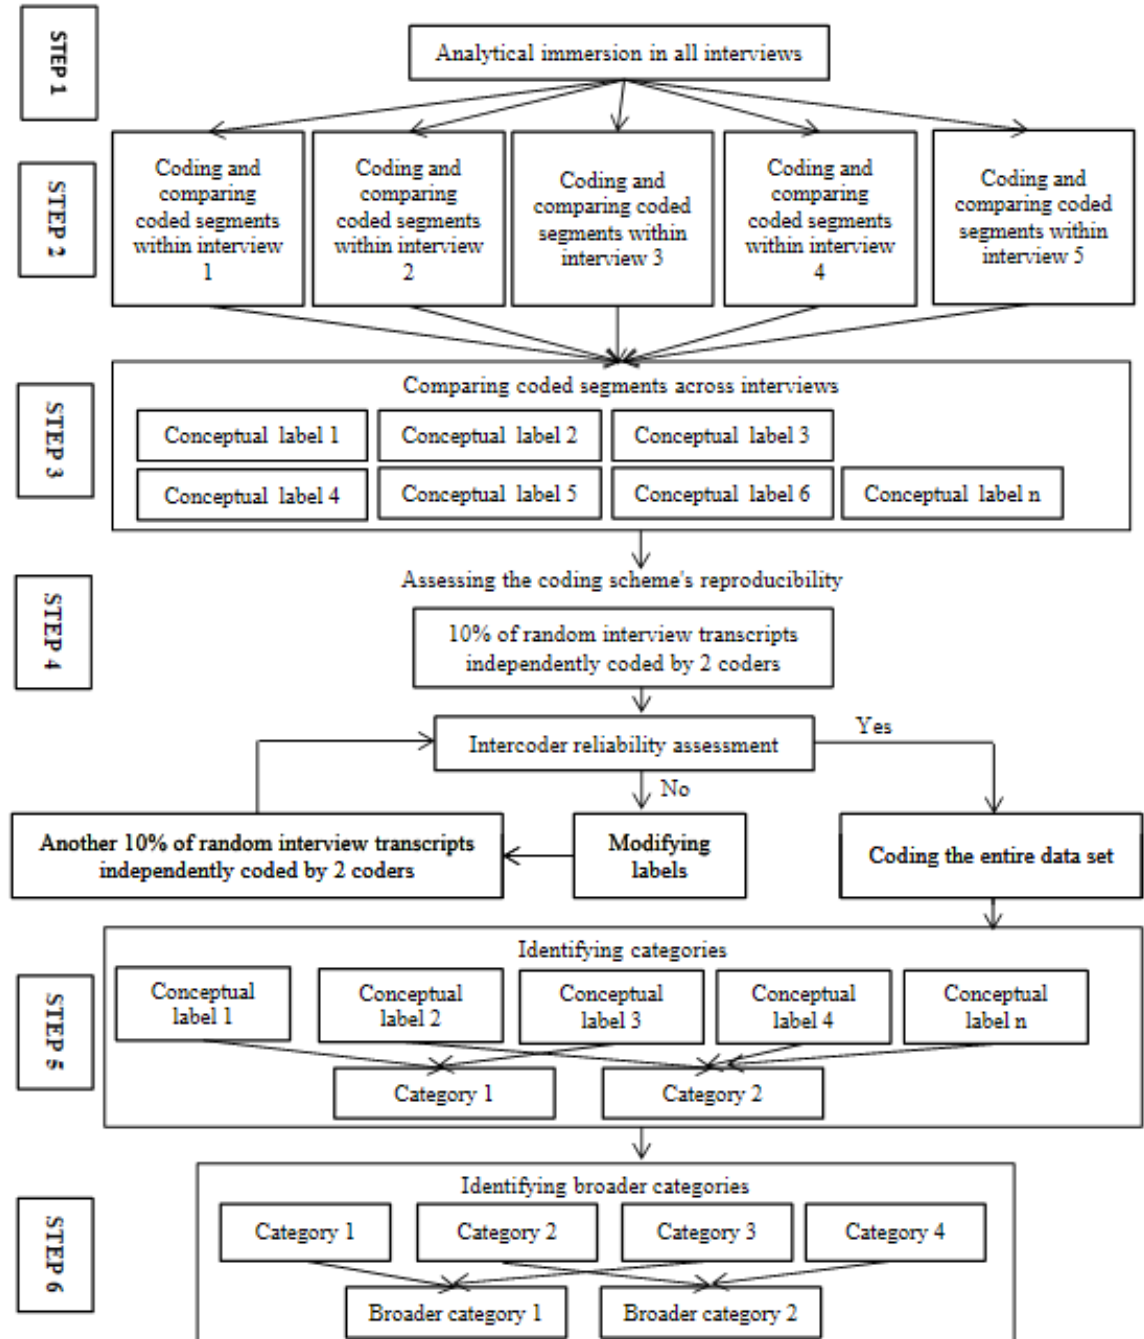 STEP 1
Analytical immersion in all interviews
STEP 2
Coding and
comparing
coded segments
within interview
1
Coding and
comparing
coded segments
within interview
2
Coding and
comparing coded
segments within
interview 3
Coding and
comparing
coded segments
within interview
4
Coding and
comparing coded
segments within
interview 5
STEP 3
Comparing coded segments across interviews
Conceptual label 1
Conceptual label 2
Conceptual label 3
Conceptual label 4
Conceptual label 5
Conceptual label 6
Conceptual label n
STEP 4
Assessing the coding scheme's reproducibility
10% of random interview transcripts
independently coded by 2 coders
Intercoder reliability assessment
Yes
No
Another 10% of random interview transcripts
independently coded by 2 coders
Modifying
labels
Coding the entire data set
STEP 5
Identifying categories
Conceptual
label 1
Conceptual
label 2
Conceptual
label 3
Conceptual
label 4
Conceptual
label n
Category 1
Category 2
STEP 6
Identifying broader categories
Category 1
Category 2
Category 3
Category 4
Broader category 1
Broader category 2